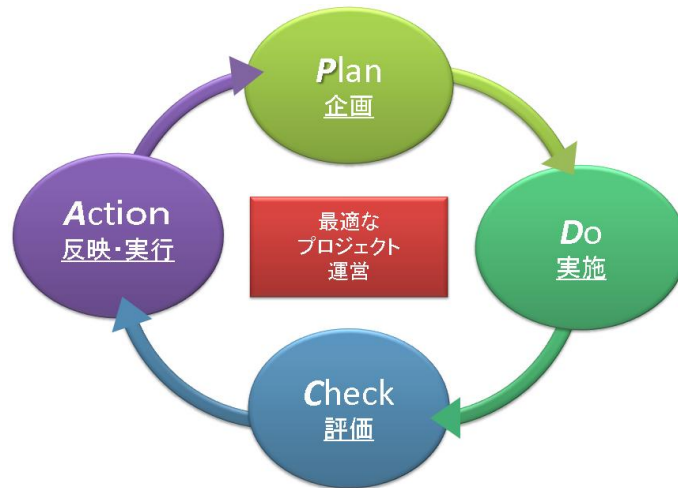 Plan
企画
Do
実施
Check
評価
Action
反映・実行
最適な
プロジェクト
運営